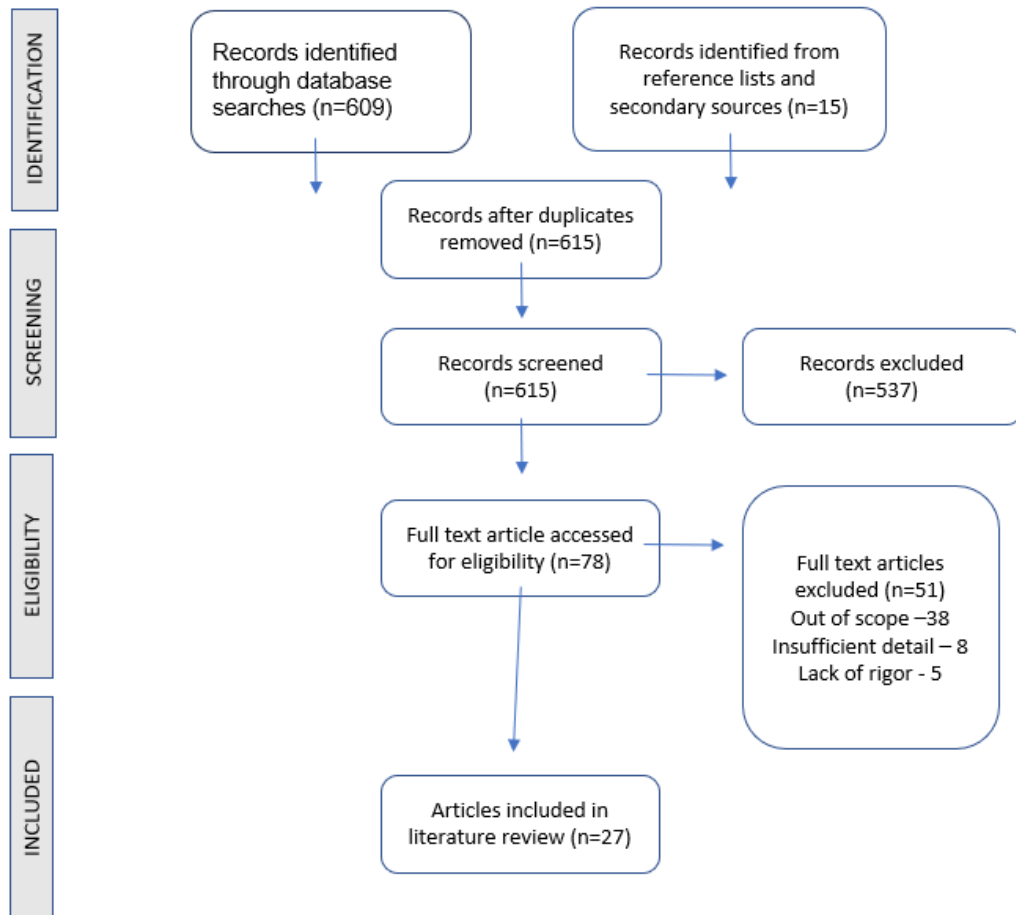 IDENTIFICATION
Records identified
through database
searches (n=609)
Records identified from
reference lists and
secondary sources (n=15)
Records after duplicates
removed (n=615)
SCREENING
Records screened
(n=615)
Records excluded
(n=537)
ELIGIBILITY
Full text article accessed
for eligibility (n=78)
Full text articles
excluded (n=51)
Out of scope –38
Insufficient detail – 8
Lack of rigor - 5
INCLUDED
Articles included in
literature review (n=27)